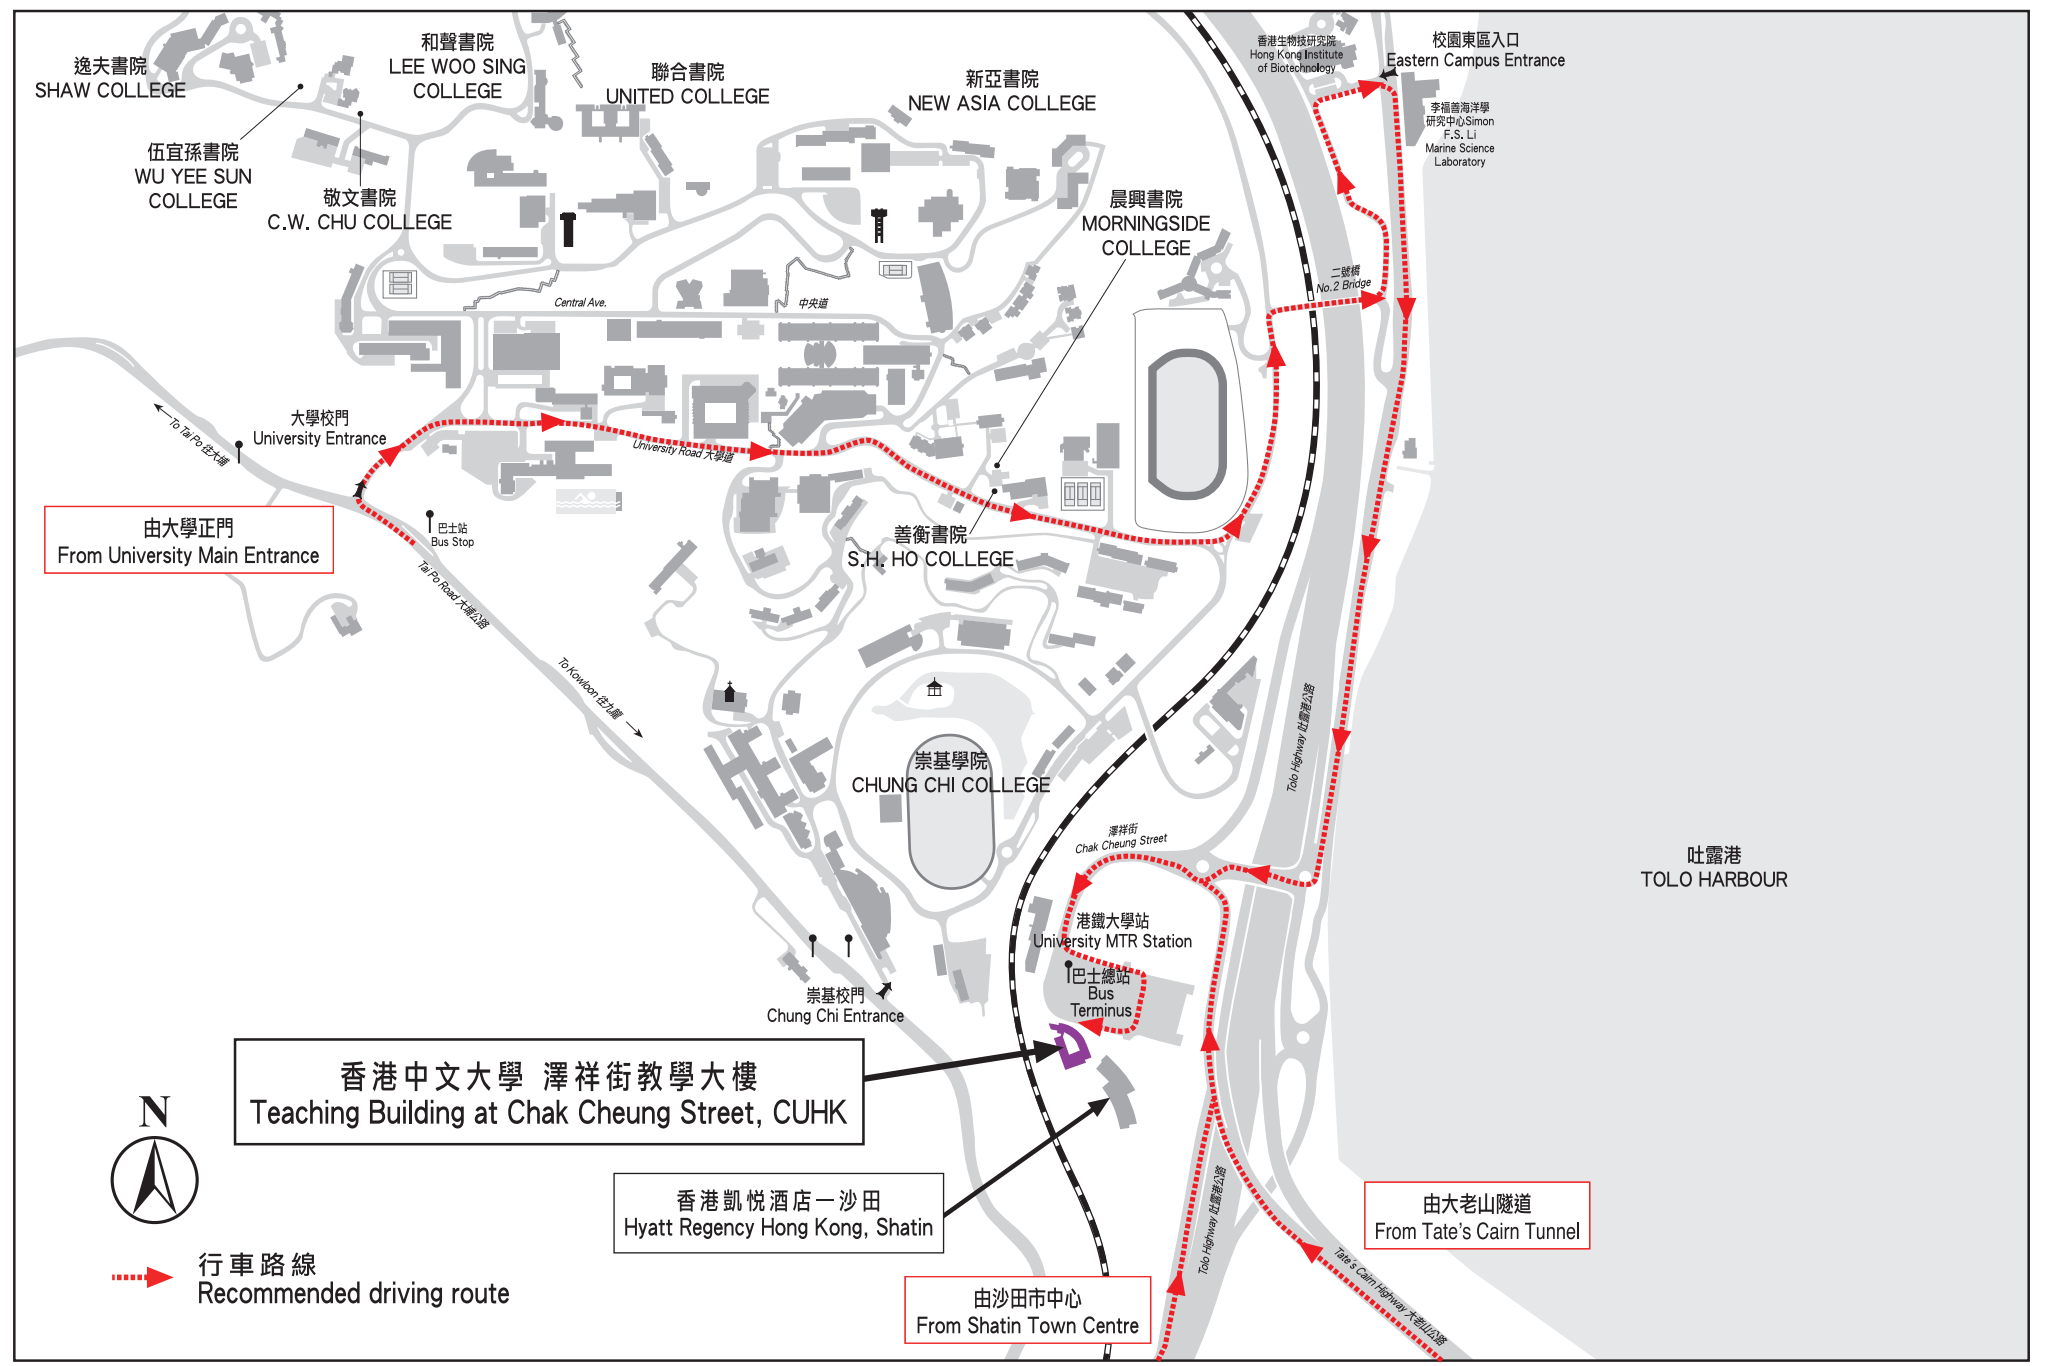 逸夫書院
SHAW COLLEGE
和聲書院
LEE WOO SING
COLLEGE
聯合書院
UNITED COLLEGE
新亞書院
NEW ASIA COLLEGE
香港生物技研究院
Hong Kong Institute
of Biotechnology
校園東區入口
Eastern Campus Entrance
李福善海洋學
研究中心Simon
F.S. Li
Marine Science
Laboratory
伍宜孫書院
WU YEE SUN
COLLEGE
敬文書院
C.W. CHU COLLEGE
晨興書院
MORNINGSIDE
COLLEGE
二號橋
No.2 Bridge
Central Ave.
中央道
To Tai Po 往大埔
大學校門
University Entrance
University Road 大學道
由大學正門
From University Main Entrance
巴士站
Bus Stop
善衡書院
S.H. HO COLLEGE
Tai Po Road 大埔公路
To Kowloon 往九龍
崇基學院
CHUNG CHI COLLEGE
Tolo Highway 吐露港公路
澤祥街
Chak Cheung Street
吐露港
TOLO HARBOUR
港鐵大學站
University MTR Station
巴士總站
Bus
Terminus
崇基校門
Chung Chi Entrance
香港中文大學 澤祥街教學大樓
Teaching Building at Chak Cheung Street, CUHK
N
香港凱悅酒店一沙田
Hyatt Regency Hong Kong, Shatin
Tolo Highway 吐露港公路
由大老山隧道
From Tate's Cairn Tunnel
Tate's Cairn Highway 大老山公路
行車路線
Recommended driving route
由沙田市中心
From Shatin Town Centre